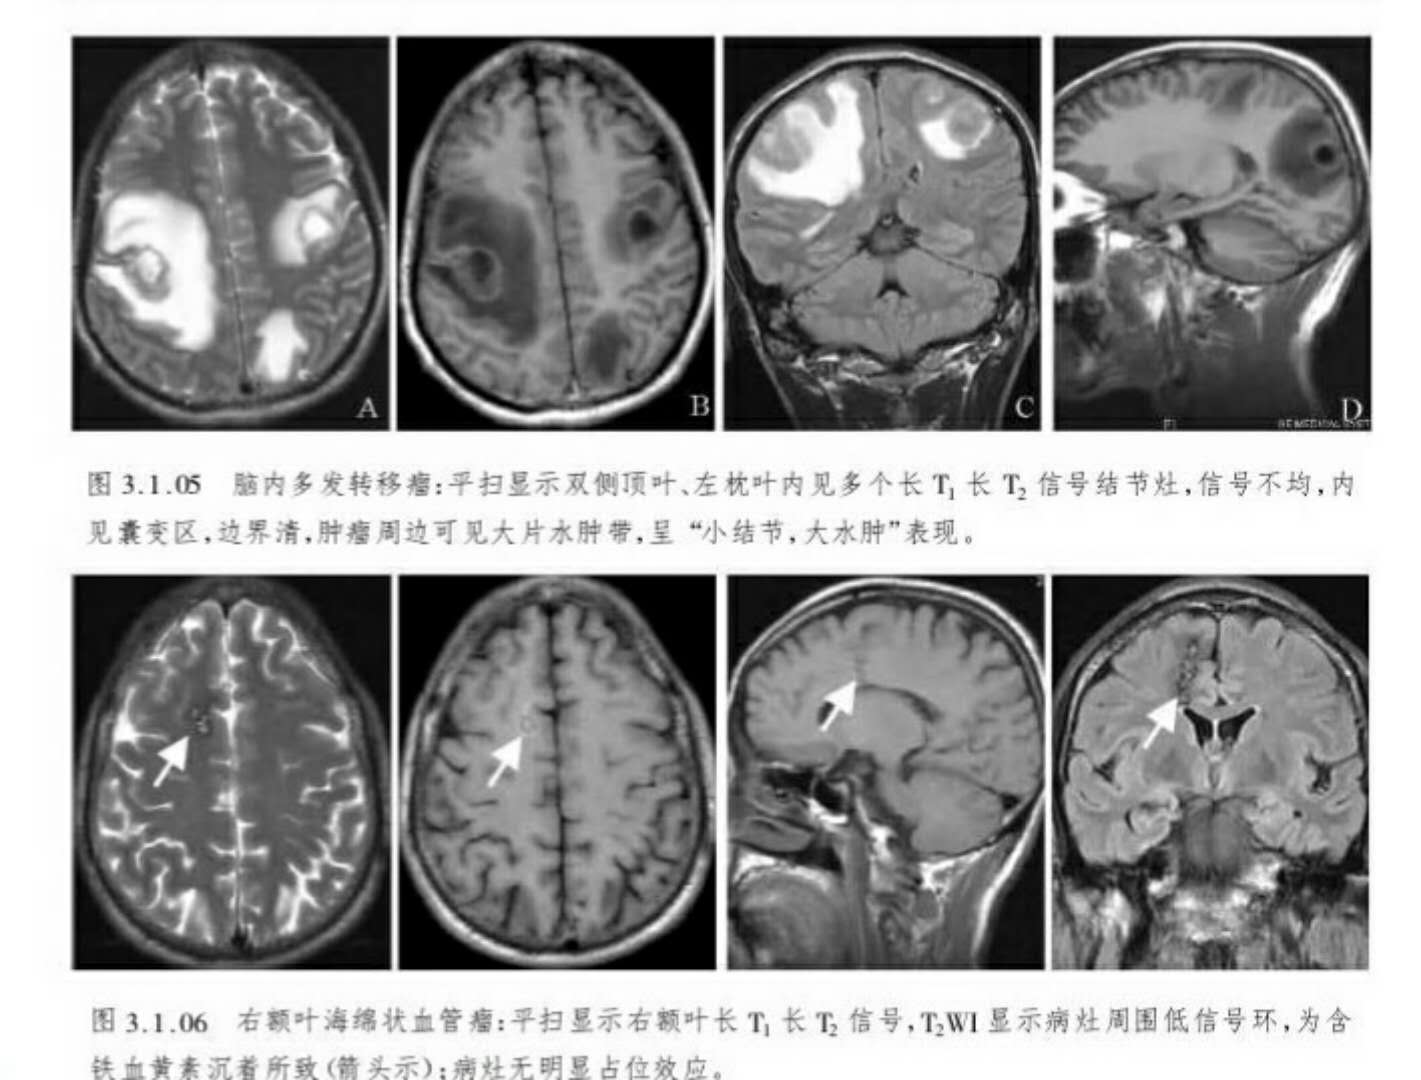 A B C D
图 3.1.05 脑内多发转移瘤:平扫显示双侧顶叶、左枕叶内见多个长 T₁ 长 T₂ 信号结节灶,信号不均,内
见囊变区,边界清,肿瘤周边可见大片水肿带,呈 “小结节,大水肿”表现。
图 3.1.06 右额叶海绵状血管瘤:平扫显示右额叶长 T₁ 长 T₂ 信号,T₂WI 显示病灶周围低信号环,为含
铁血黄素沉着所致(箭头示);病灶无明显占位效应。